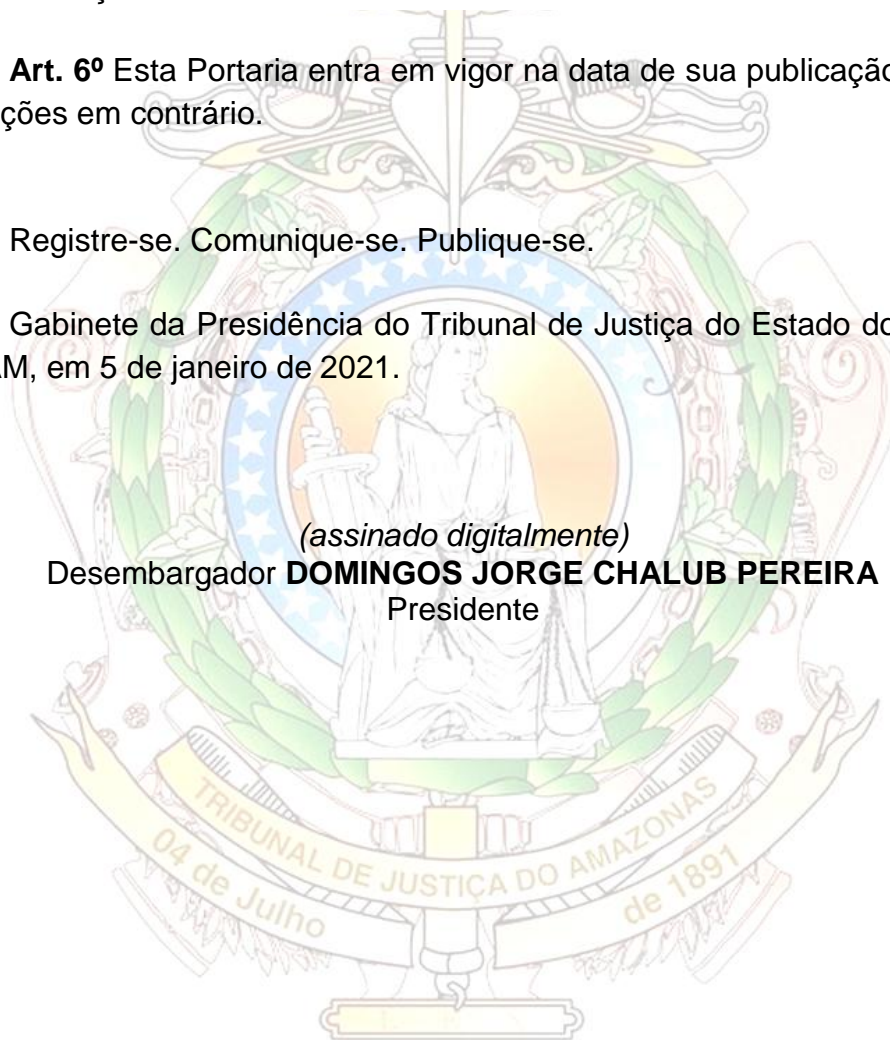 Art. 6º Esta Portaria entra em vigor na data de sua publicação
ções em contrário.
Registre-se. Comunique-se. Publique-se.
Gabinete da Presidência do Tribunal de Justiça do Estado do
AM, em 5 de janeiro de 2021.
(assinado digitalmente)
Desembargador DOMINGOS JORGE CHALUB PEREIRA
Presidente
TRIBUNAL DE JUSTIÇA DO AMAZONAS
04 de Julho de 1891